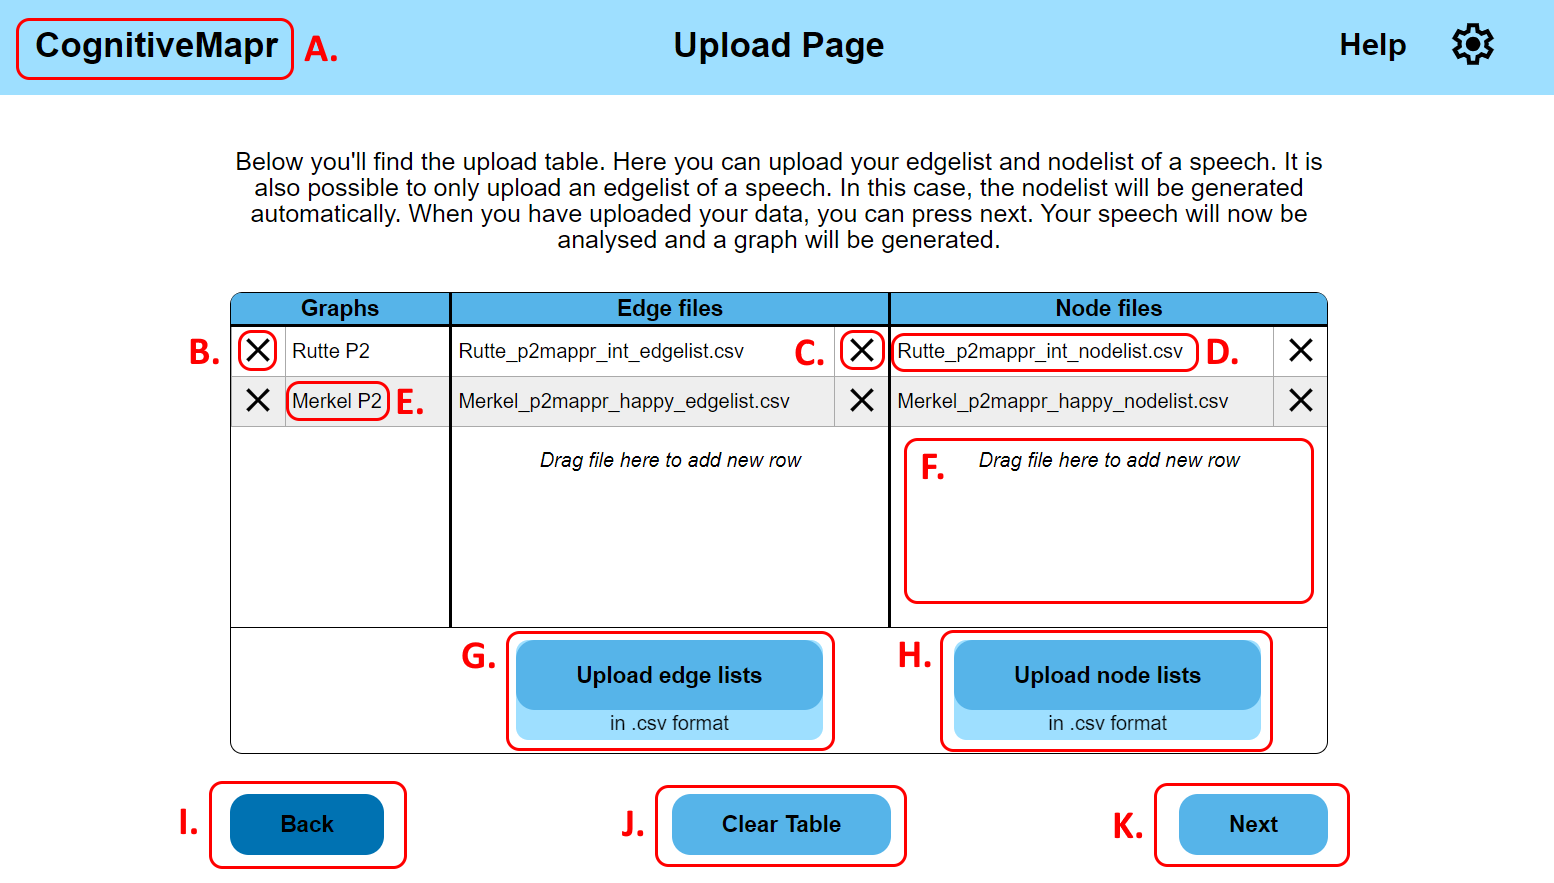 CognitiveMapr A. Upload Page Help
Below you'll find the upload table. Here you can upload your edgelist and nodelist of a speech. It is
also possible to only upload an edgelist of a speech. In this case, the nodelist will be generated
automatically. When you have uploaded your data, you can press next. Your speech will now be
analysed and a graph will be generated.
Graphs Edge files Node files
B. Rutte P2 Rutte_p2mappr_int_edgelist.csv C. Rutte_p2mappr_int_nodelist.csv D.
Merkel P2 E. Merkel_p2mappr_happy_edgelist.csv Merkel_p2mappr_happy_nodelist.csv
Drag file here to add new row F. Drag file here to add new row
G. Upload edge lists H. Upload node lists
in .csv format in .csv format
I. Back J. Clear Table K. Next